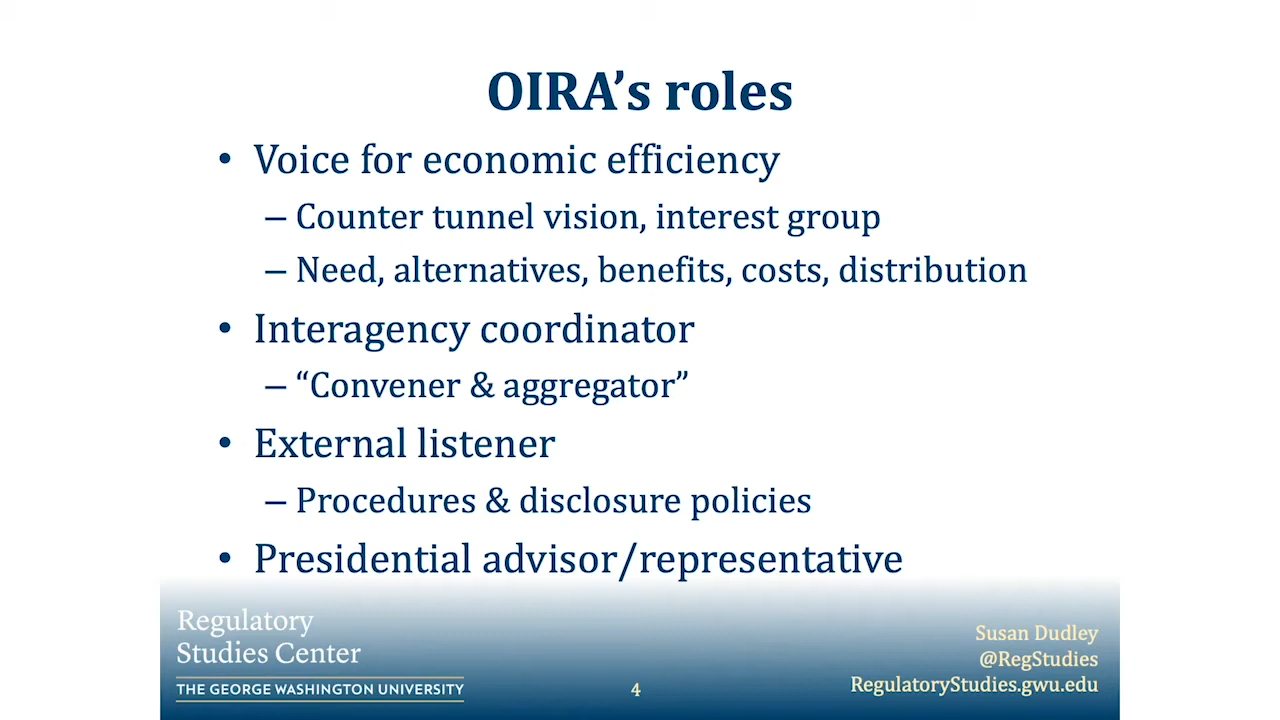 OIRA’s roles
• Voice for economic efficiency
– Counter tunnel vision, interest group
– Need, alternatives, benefits, costs, distribution
• Interagency coordinator
– “Convener & aggregator”
• External listener
– Procedures & disclosure policies
• Presidential advisor/representative
Regulatory
Studies Center
THE GEORGE WASHINGTON UNIVERSITY
4
Susan Dudley
@RegStudies
RegulatoryStudies.gwu.edu